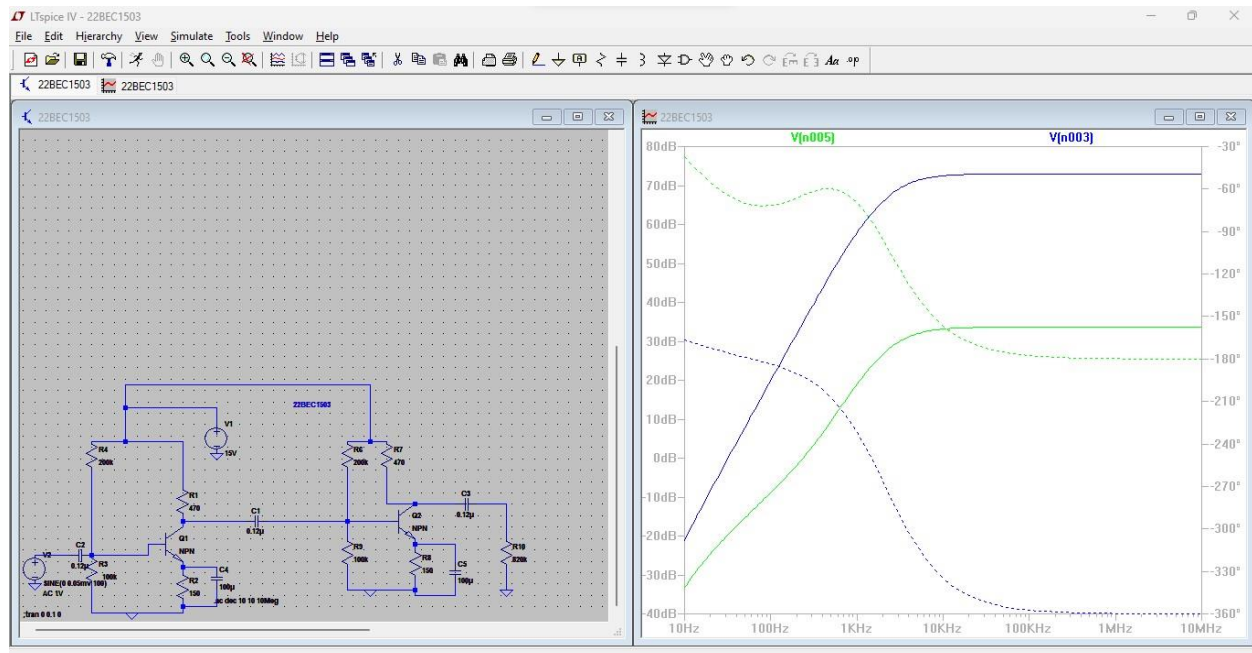 LTspice IV - 22BEC1503
File Edit Hierarchy View Simulate Tools Window Help
22BEC1503 22BEC1503
22BEC1503
22BEC1503
V1
15V
R4
200k
R1
470
R6
200k
R7
470
C1
0.12µ
C3
0.12µ
Q1
NPN
Q2
NPN
C2
0.12µ
V2
R3
100k
SINE(0 0.05mv 100)
AC 1V
R2
150
C4
100µ
.ac dec 10 10 10Meg
;tran 0 0.1 0
R9
100k
R8
150
C5
100µ
R10
22BEC1503
V(n005) V(n003)
80dB -30°
70dB -60°
60dB -90°
50dB -120°
40dB -150°
30dB -180°
20dB -210°
10dB -240°
0dB -270°
-10dB -300°
-20dB -330°
-30dB -360°
-40dB
10Hz 100Hz 1KHz 10KHz 100KHz 1MHz 10MHz